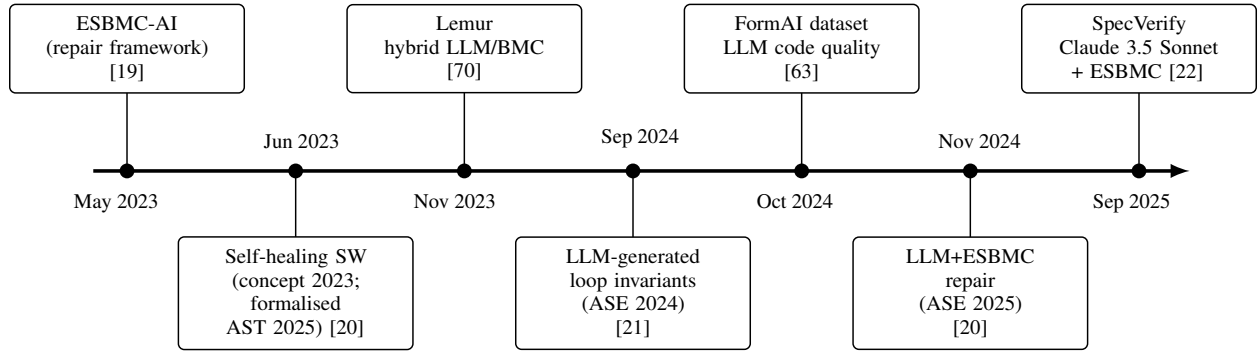 ESBMC-AI
(repair framework)
[19]
Lemur
hybrid LLM/BMC
[70]
FormAI dataset
LLM code quality
[63]
SpecVerify
Claude 3.5 Sonnet
+ ESBMC [22]
Jun 2023
Sep 2024
Nov 2024
May 2023
Nov 2023
Oct 2024
Sep 2025
Self-healing SW
(concept 2023;
formalised
AST 2025) [20]
LLM-generated
loop invariants
(ASE 2024)
[21]
LLM+ESBMC
repair
(ASE 2025)
[20]